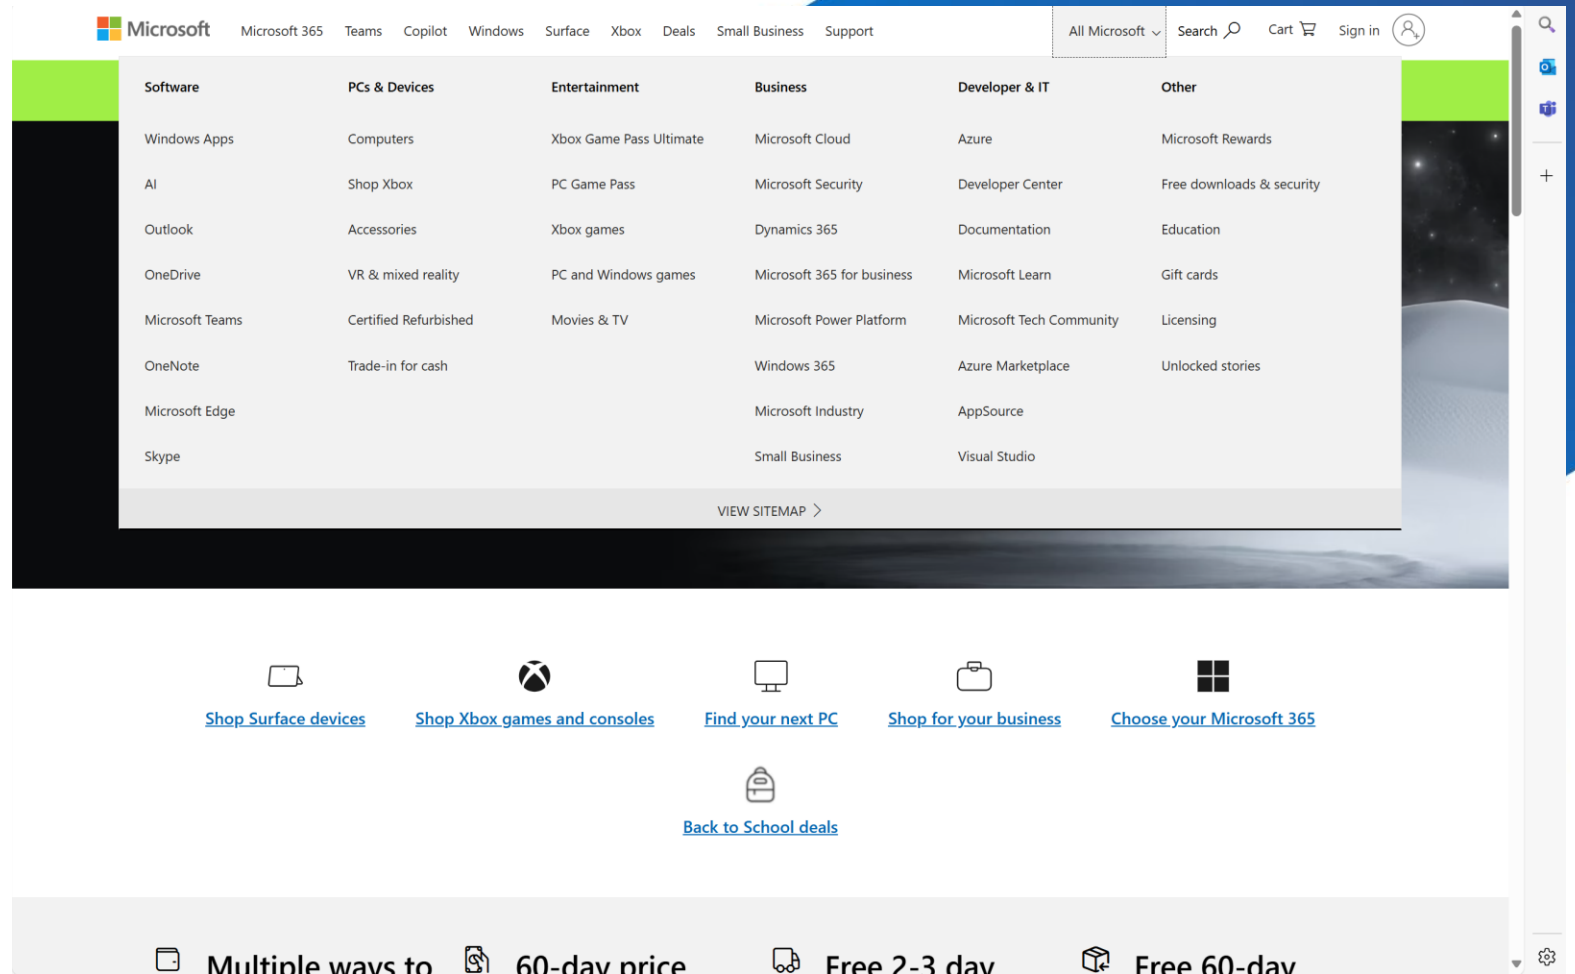 Microsoft
Microsoft 365 Teams Copilot Windows Surface Xbox Deals Small Business Support
All Microsoft Search Cart Sign in
Software
Windows Apps
AI
Outlook
OneDrive
Microsoft Teams
OneNote
Microsoft Edge
Skype
PCs & Devices
Computers
Shop Xbox
Accessories
VR & mixed reality
Certified Refurbished
Trade-in for cash
Entertainment
Xbox Game Pass Ultimate
PC Game Pass
Xbox games
PC and Windows games
Movies & TV
Business
Microsoft Cloud
Microsoft Security
Dynamics 365
Microsoft 365 for business
Microsoft Power Platform
Windows 365
Microsoft Industry
Small Business
Developer & IT
Azure
Developer Center
Documentation
Microsoft Learn
Microsoft Tech Community
Azure Marketplace
AppSource
Visual Studio
Other
Microsoft Rewards
Free downloads & security
Education
Gift cards
Licensing
Unlocked stories
VIEW SITEMAP
Shop Surface devices
Shop Xbox games and consoles
Find your next PC
Shop for your business
Choose your Microsoft 365
Back to School deals
Multiple ways to
60-day price
Free 2-3 day
Free 60-day